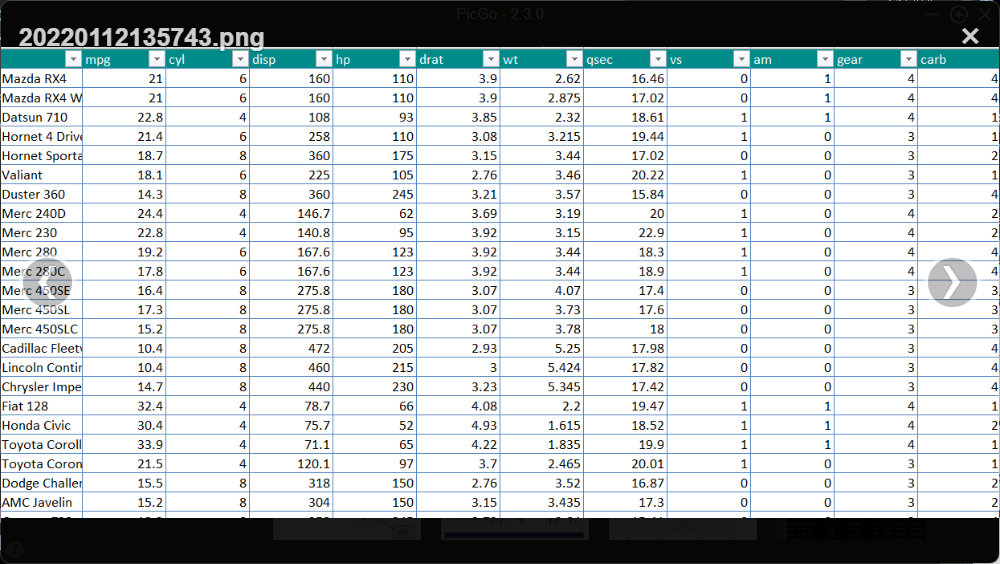 PicGo - 2.3.0
20220112135743.png
mpg cyl disp hp drat wt qsec vs am gear carb
Mazda RX4 21 6 160 110 3.9 2.62 16.46 0 1 4 4
Mazda RX4 W 21 6 160 110 3.9 2.875 17.02 0 1 4 4
Datsun 710 22.8 4 108 93 3.85 2.32 18.61 1 1 4 1
Hornet 4 Drive 21.4 6 258 110 3.08 3.215 19.44 1 0 3 1
Hornet Sporta 18.7 8 360 175 3.15 3.44 17.02 0 0 3 2
Valiant 18.1 6 225 105 2.76 3.46 20.22 1 0 3 1
Duster 360 14.3 8 360 245 3.21 3.57 15.84 0 0 3 4
Merc 240D 24.4 4 146.7 62 3.69 3.19 20 1 0 4 2
Merc 230 22.8 4 140.8 95 3.92 3.15 22.9 1 0 4 2
Merc 280 19.2 6 167.6 123 3.92 3.44 18.3 1 0 4 4
Merc 280C 17.8 6 167.6 123 3.92 3.44 18.9 1 0 4 4
Merc 450SE 16.4 8 275.8 180 3.07 4.07 17.4 0 0 3 3
Merc 450SL 17.3 8 275.8 180 3.07 3.73 17.6 0 0 3 3
Merc 450SLC 15.2 8 275.8 180 3.07 3.78 18 0 0 3 3
Cadillac Fleetw 10.4 8 472 205 2.93 5.25 17.98 0 0 3 4
Lincoln Contin 10.4 8 460 215 3 5.424 17.82 0 0 3 4
Chrysler Impe 14.7 8 440 230 3.23 5.345 17.42 0 0 3 4
Fiat 128 32.4 4 78.7 66 4.08 2.2 19.47 1 1 4 1
Honda Civic 30.4 4 75.7 52 4.93 1.615 18.52 1 1 4 2
Toyota Coroll 33.9 4 71.1 65 4.22 1.835 19.9 1 1 4 1
Toyota Coron 21.5 4 120.1 97 3.7 2.465 20.01 1 0 3 1
Dodge Challer 15.5 8 318 150 2.76 3.52 16.87 0 0 3 2
AMC Javelin 15.2 8 304 150 3.15 3.435 17.3 0 0 3 2